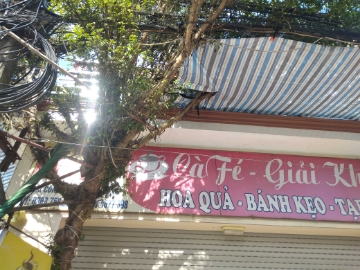 Cà Fé - Giải
HOA QUẢ - BÁNH KẸO -